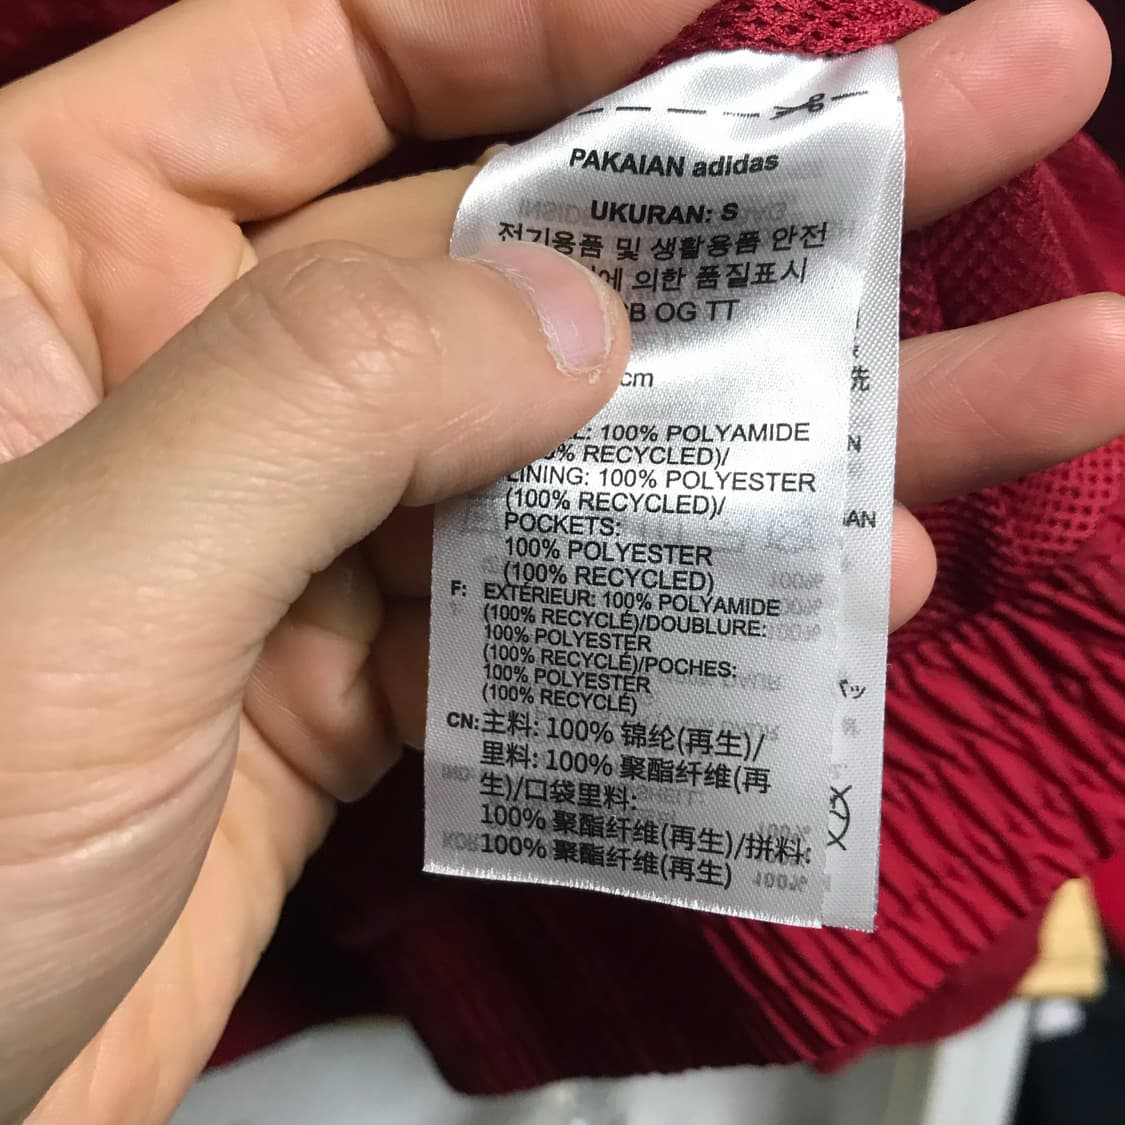 PAKAIAN adidas
UKURAN: S
전기용품 및 생활용품 안전
에 의한 품질표시
B OG TT
cm
: 100% POLYAMIDE
% RECYCLED)/
LINING: 100% POLYESTER
(100% RECYCLED)/
POCKETS:
100% POLYESTER
(100% RECYCLED)
F: EXTÉRIEUR: 100% POLYAMIDE
(100% RECYCLÉ)/DOUBLURE:
100% POLYESTER
(100% RECYCLÉ)/POCHES:
100% POLYESTER
(100% RECYCLÉ)
CN: 主料: 100% 锦纶(再生)/
里料: 100% 聚酯纤维(再
生)/口袋里料:
100% 聚酯纤维(再生)/拼料:
100% 聚酯纤维(再生)
先
N
AN